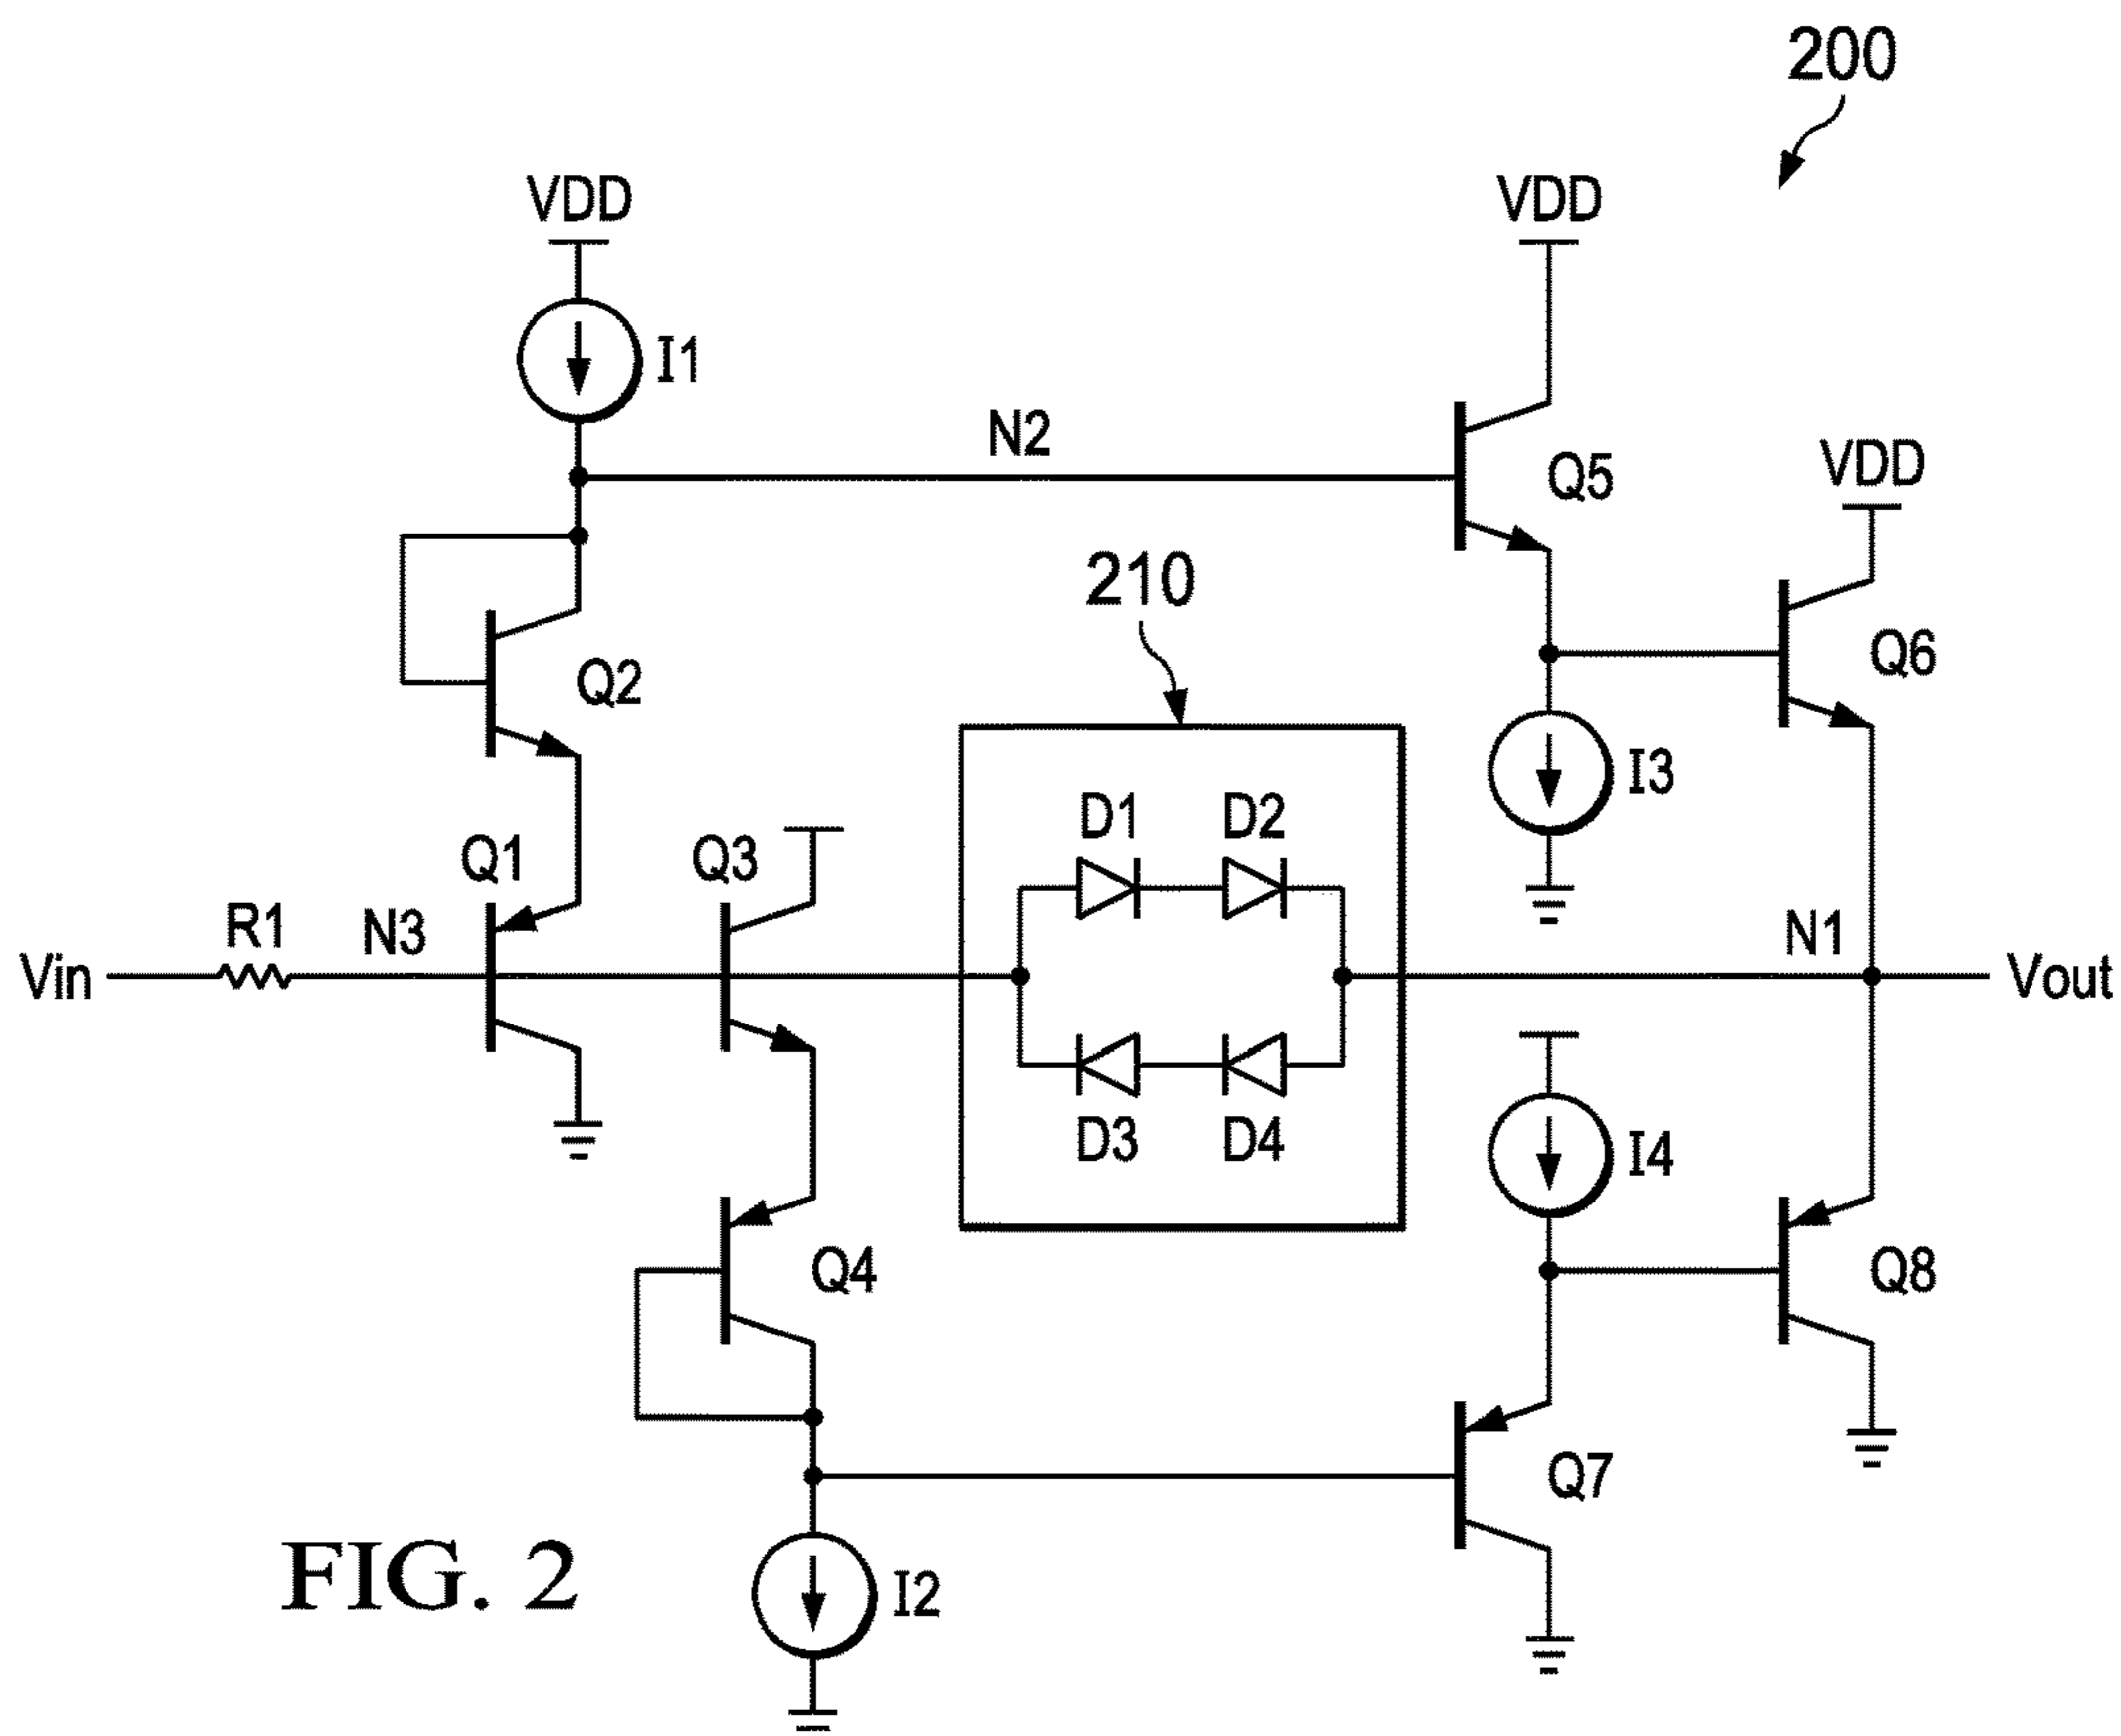 200
VDD
VDD
I1
N2
Q5
VDD
210
Q2
Q6
I3
D1
D2
Q1
Q3
R1
N3
N1
Vin
Vout
D3
D4
I4
Q4
Q8
Q7
I2
FIG. 2